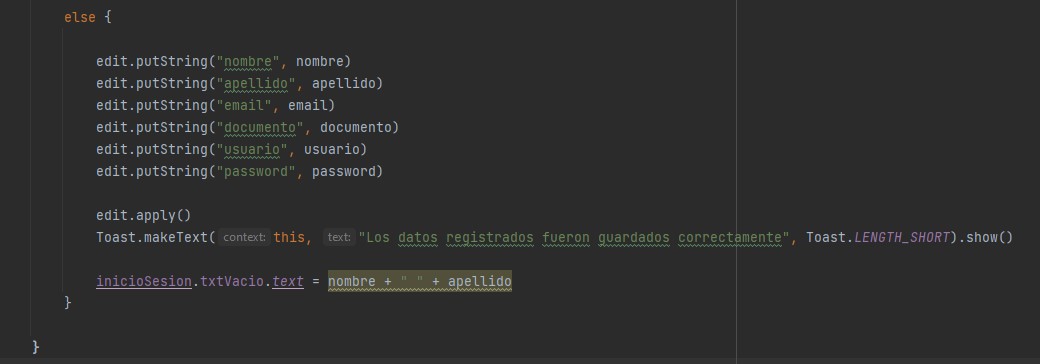 else {
edit.putString("nombre", nombre)
edit.putString("apellido", apellido)
edit.putString("email", email)
edit.putString("documento", documento)
edit.putString("usuario", usuario)
edit.putString("password", password)
edit.apply()
Toast.makeText( context: this, text: "Los datos registrados fueron guardados correctamente", Toast.LENGTH_SHORT).show()
inicioSesion.txtVacio.text = nombre + " " + apellido
}
}